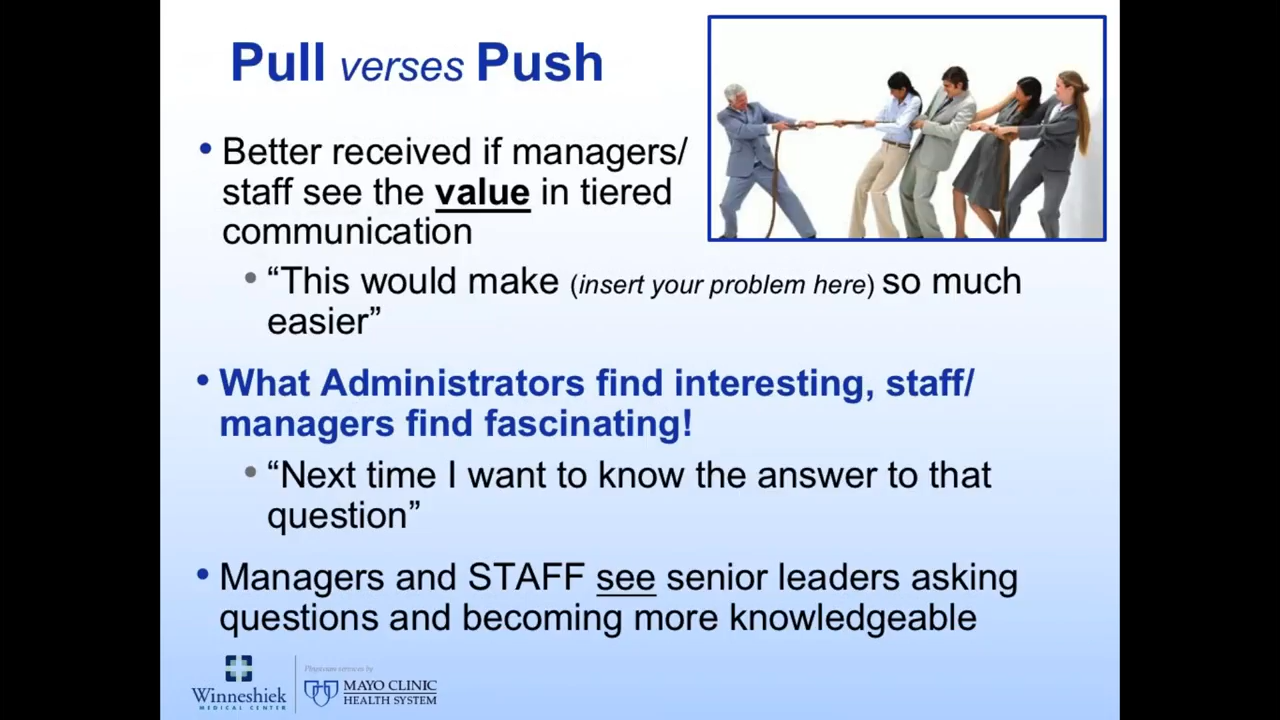 Pull verses Push
• Better received if managers/
staff see the value in tiered
communication
• “This would make (insert your problem here) so much
easier”
• What Administrators find interesting, staff/
managers find fascinating!
• “Next time I want to know the answer to that
question”
• Managers and STAFF see senior leaders asking
questions and becoming more knowledgeable
Winneshiek
MEDICAL CENTER
Physician services by
MAYO CLINIC
HEALTH SYSTEM